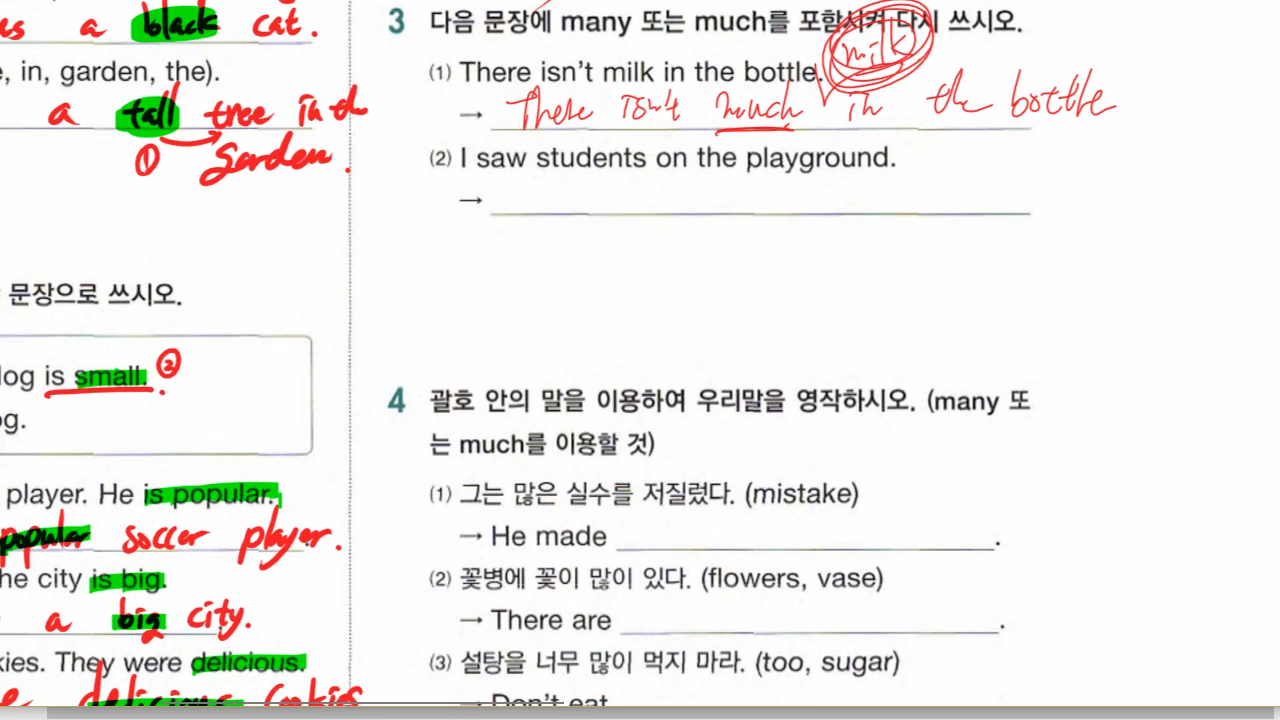 es a black cat.
, in, garden, the).
a tall tree in the
① garden.
문장으로 쓰시오.
log is small. ②
og.
player. He is popular.
popular soccer player.
he city is big.
a big city.
kies. They were delicious.
delicious cookies
3 다음 문장에 many 또는 much를 포함시켜 다시 쓰시오.
milk
(1) There isn't milk in the bottle.
→ There isn't much in the bottle
(2) I saw students on the playground.
→
4 괄호 안의 말을 이용하여 우리말을 영작하시오. (many 또
는 much를 이용할 것)
(1) 그는 많은 실수를 저질렀다. (mistake)
→ He made .
(2) 꽃병에 꽃이 많이 있다. (flowers, vase)
→ There are .
(3) 설탕을 너무 많이 먹지 마라. (too, sugar)
→ Don't eat